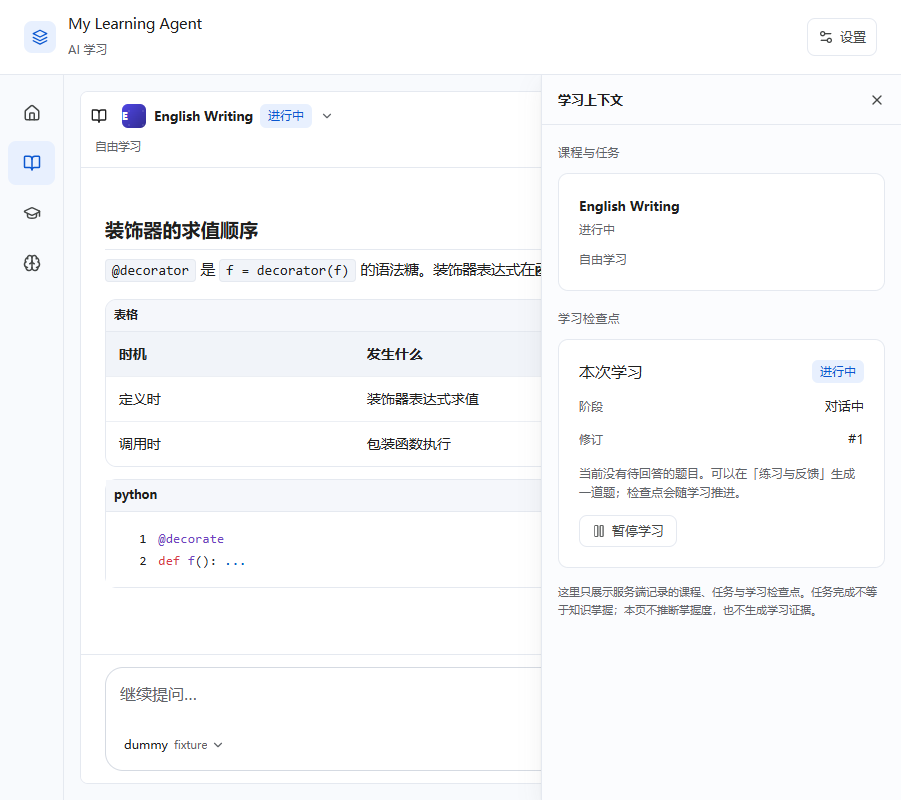 My Learning Agent
AI 学习
设置
E
English Writing 进行中
自由学习
装饰器的求值顺序
@decorator 是 f = decorator(f) 的语法糖。装饰器表达式在
表格
时机 发生什么
定义时 装饰器表达式求值
调用时 包装函数执行
python
1 @decorate
2 def f(): ...
继续提问...
dummy fixture
学习上下文
课程与任务
English Writing
进行中
自由学习
学习检查点
本次学习 进行中
阶段 对话中
修订 #1
当前没有待回答的题目。可以在「练习与反馈」生成
一道题；检查点会随学习推进。
暂停学习
这里只展示服务端记录的课程、任务与学习检查点。任务完成不等
于知识掌握；本页不推断掌握度，也不生成学习证据。